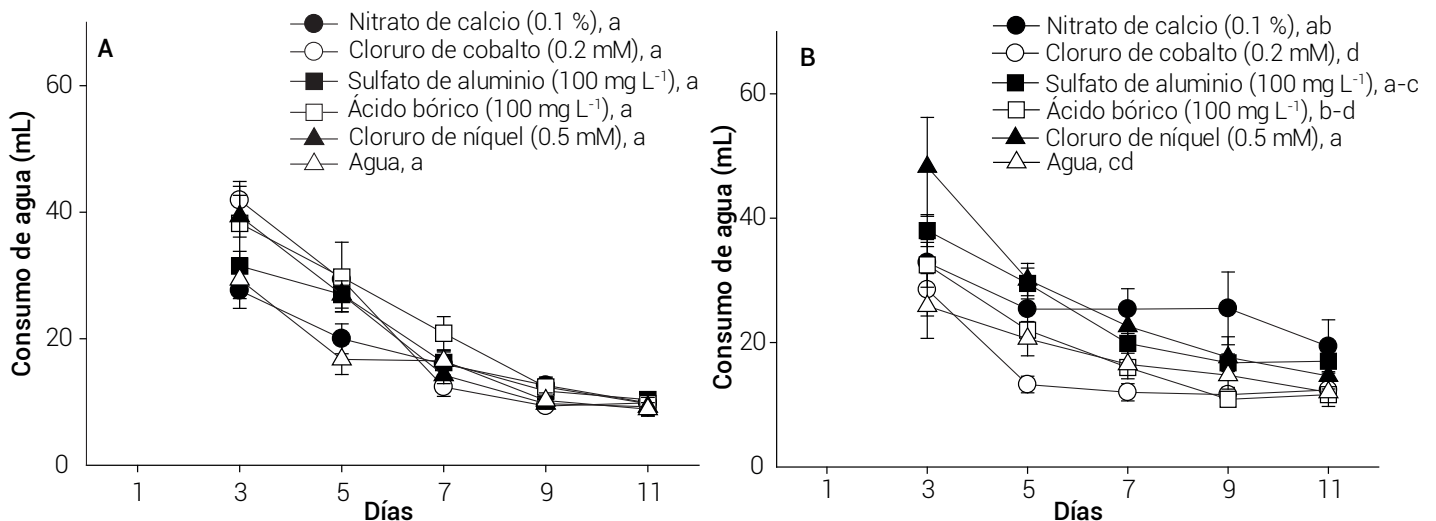 A
Nitrato de calcio (0.1 %), a
Cloruro de cobalto (0.2 mM), a
Sulfato de aluminio (100 mg L⁻¹), a
Ácido bórico (100 mg L⁻¹), a
Cloruro de níquel (0.5 mM), a
Agua, a
Consumo de agua (mL)
60
40
20
0
1 3 5 7 9 11
Días
B
Nitrato de calcio (0.1 %), ab
Cloruro de cobalto (0.2 mM), d
Sulfato de aluminio (100 mg L⁻¹), a-c
Ácido bórico (100 mg L⁻¹), b-d
Cloruro de níquel (0.5 mM), a
Agua, cd
Consumo de agua (mL)
60
40
20
0
1 3 5 7 9 11
Días